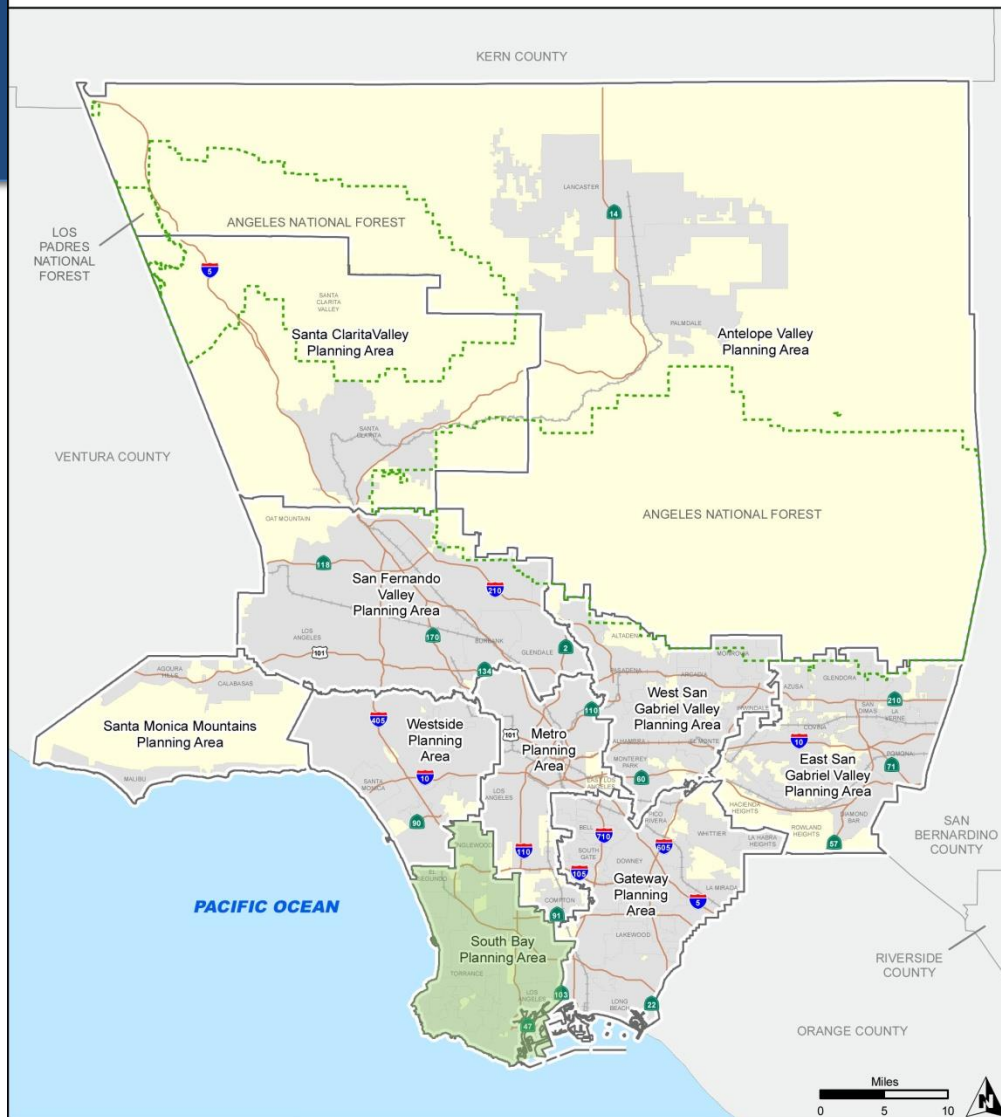 KERN COUNTY
LANCASTER
14
LOS
PADRES
NATIONAL
FOREST
ANGELES NATIONAL FOREST
5
SANTA
CLARITA
VALLEY
Santa ClaritaValley
Planning Area
PALMDALE
Antelope Valley
Planning Area
SANTA
CLARITA
VENTURA COUNTY
ANGELES NATIONAL FOREST
OAT MOUNTAIN
118
San Fernando
Valley
Planning Area
210
LOS
ANGELES
101
170
BURBANK
GLENDALE
2
134
ALTADENA
PASADENA
ARCADIA
MONROVIA
AZUSA
GLENDORA
SAN
DIMAS
LA
VERNE
210
AGOURA
HILLS
CALABASAS
Santa Monica Mountains
Planning Area
MALIBU
405
Westside
Planning
Area
SANTA
MONICA
10
90
101
Metro
Planning
Area
110
LOS
ANGELES
EAST LOS
ANGELES
West San
Gabriel Valley
Planning Area
IRWINDALE
ALHAMBRA
EL MONTE
MONTEREY
PARK
60
COVINA
10
POMONA
71
East San
Gabriel Valley
Planning Area
HACIENDA
HEIGHTS
ROWLAND
HEIGHTS
DIAMOND
BAR
57
PICO
RIVERA
WHITTIER
LA HABRA
HEIGHTS
SAN
BERNARDINO
COUNTY
INGLEWOOD
110
BELL
710
SOUTH
GATE
605
DOWNEY
105
EL
SEGUNDO
COMPTON
91
Gateway
Planning
Area
LA MIRADA
5
PACIFIC OCEAN
South Bay
Planning Area
LAKEWOOD
TORRANCE
LOS
ANGELES
103
47
LONG
BEACH
22
RIVERSIDE
COUNTY
ORANGE COUNTY
Miles
0 5 10
N